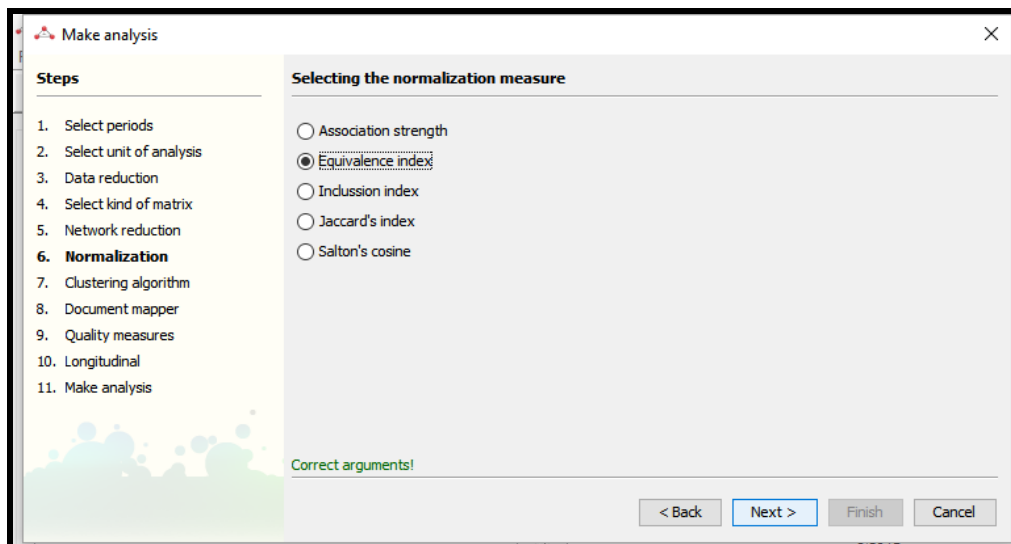 Make analysis
Steps
1. Select periods
2. Select unit of analysis
3. Data reduction
4. Select kind of matrix
5. Network reduction
6. Normalization
7. Clustering algorithm
8. Document mapper
9. Quality measures
10. Longitudinal
11. Make analysis
Selecting the normalization measure
Association strength
Equivalence index
Inclussion index
Jaccard's index
Salton's cosine
Correct arguments!
< Back
Next >
Finish
Cancel